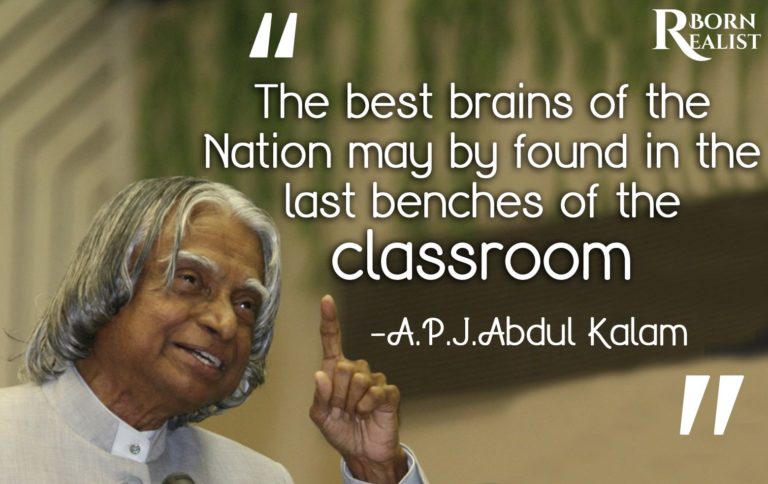 R BORN
REALIST
"
The best brains of the
Nation may by found in the
last benches of the
classroom
-A.P.J.Abdul Kalam
"